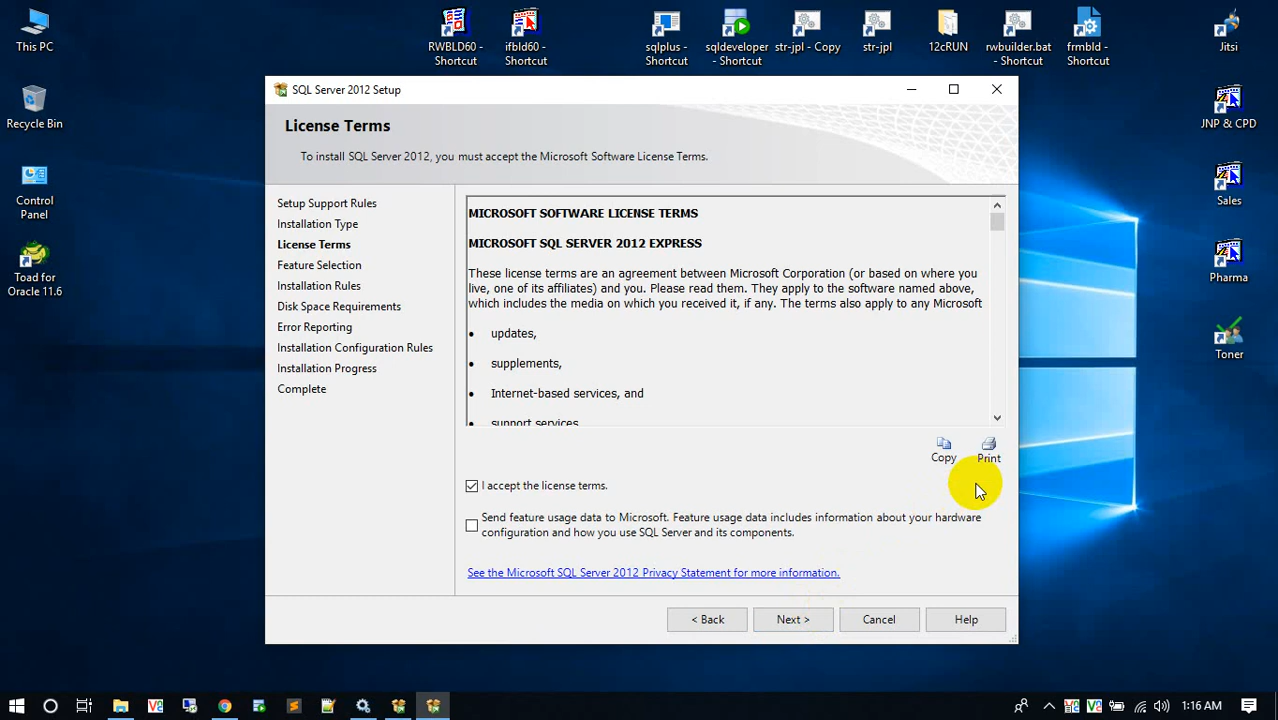 This PC
Recycle Bin
Control
Panel
Toad for
Oracle 11.6
RWBLD60 -
Shortcut
ifbld60 -
Shortcut
sqlplus -
Shortcut
sqldeveloper
- Shortcut
str-jpl - Copy
str-jpl
12cRUN
rwbuilder.bat
- Shortcut
frmbld -
Shortcut
Jitsi
JNP & CPD
Sales
Pharma
Toner
SQL Server 2012 Setup
License Terms
To install SQL Server 2012, you must accept the Microsoft Software License Terms.
Setup Support Rules
Installation Type
License Terms
Feature Selection
Installation Rules
Disk Space Requirements
Error Reporting
Installation Configuration Rules
Installation Progress
Complete
MICROSOFT SOFTWARE LICENSE TERMS
MICROSOFT SQL SERVER 2012 EXPRESS
These license terms are an agreement between Microsoft Corporation (or based on where you
live, one of its affiliates) and you. Please read them. They apply to the software named above,
which includes the media on which you received it, if any. The terms also apply to any Microsoft
• updates,
• supplements,
• Internet-based services, and
• support services
Copy
Print
I accept the license terms.
Send feature usage data to Microsoft. Feature usage data includes information about your hardware
configuration and how you use SQL Server and its components.
See the Microsoft SQL Server 2012 Privacy Statement for more information.
< Back
Next >
Cancel
Help
1:16 AM